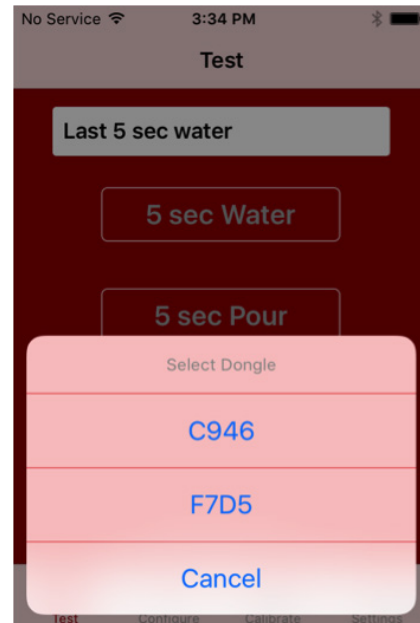 No Service 3:34 PM
Test
Last 5 sec water
5 sec Water
5 sec Pour
Select Dongle
C946
F7D5
Cancel
Test Configure Calibrate Settings